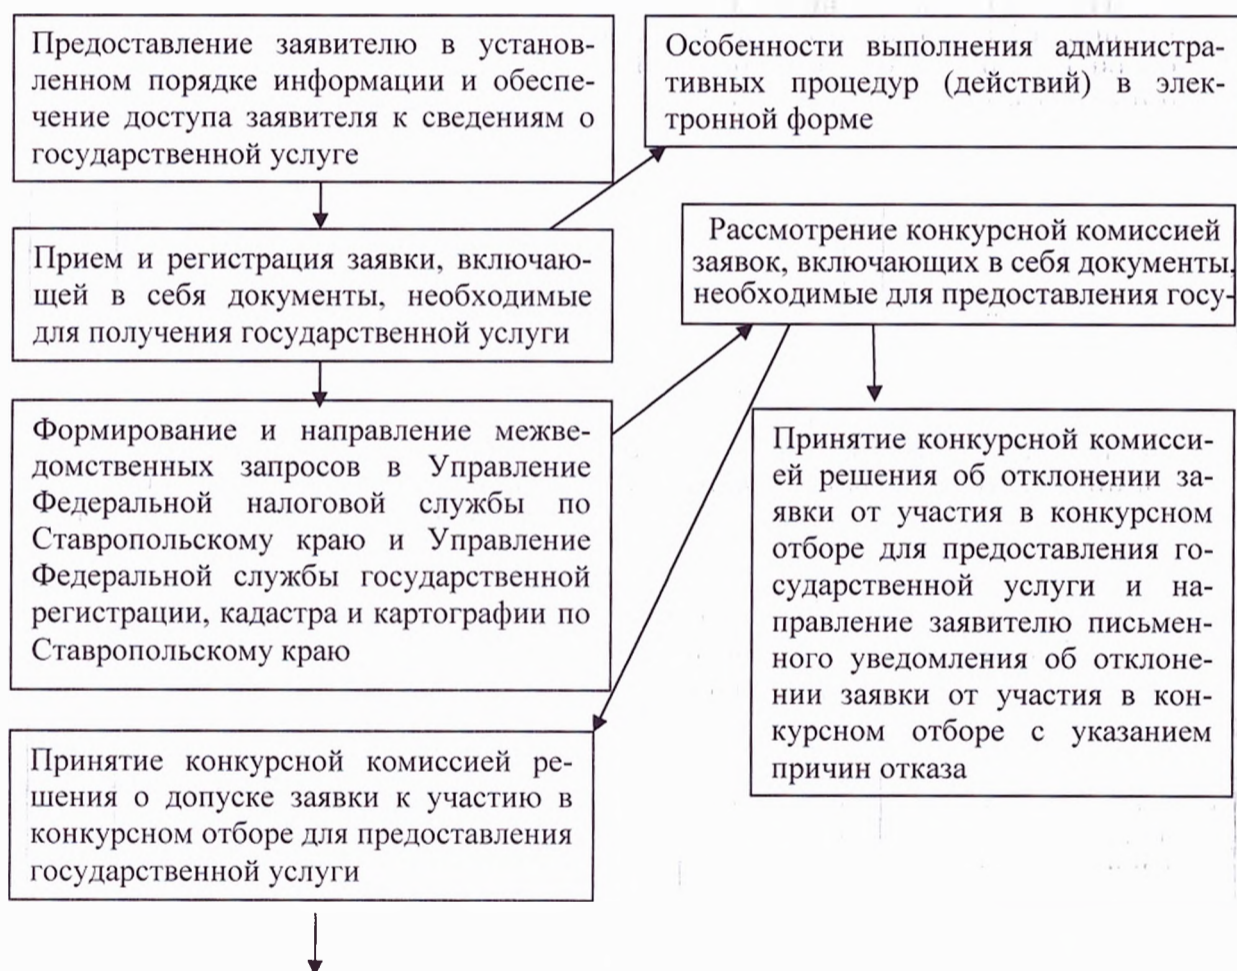 Предоставление заявителю в установ-
ленном порядке информации и обеспе-
чение доступа заявителя к сведениям о
государственной услуге
Особенности выполнения администра-
тивных процедур (действий) в элек-
тронной форме
Прием и регистрация заявки, включаю-
щей в себя документы, необходимые
для получения государственной услуги
Рассмотрение конкурсной комиссией
заявок, включающих в себя документы,
необходимые для предоставления госу-
Формирование и направление межве-
домственных запросов в Управление
Федеральной налоговой службы по
Ставропольскому краю и Управление
Федеральной службы государственной
регистрации, кадастра и картографии по
Ставропольскому краю
Принятие конкурсной комисси-
ей решения об отклонении за-
явки от участия в конкурсном
отборе для предоставления го-
сударственной услуги и на-
правление заявителю письмен-
ного уведомления об отклоне-
нии заявки от участия в кон-
курсном отборе с указанием
причин отказа
Принятие конкурсной комиссией ре-
шения о допуске заявки к участию в
конкурсном отборе для предоставления
государственной услуги